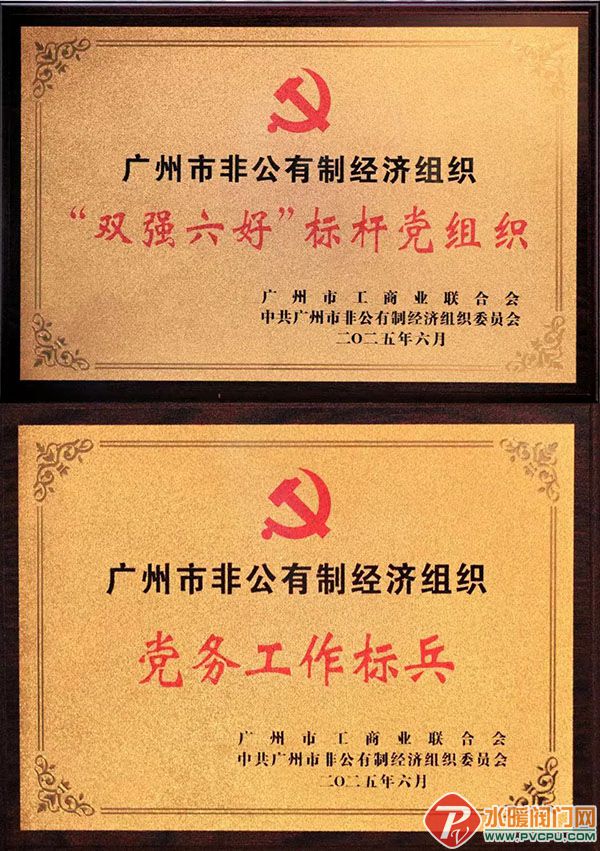 广州市非公有制经济组织
“双强六好”标杆党组织
广州市工商业联合会
中共广州市非公有制经济组织委员会
二〇二五年六月
广州市非公有制经济组织
党务工作标兵
广州市工商业联合会
中共广州市非公有制经济组织委员会
二〇二五年六月
PV 水暖阀门网
WWW.PVCPU.COM